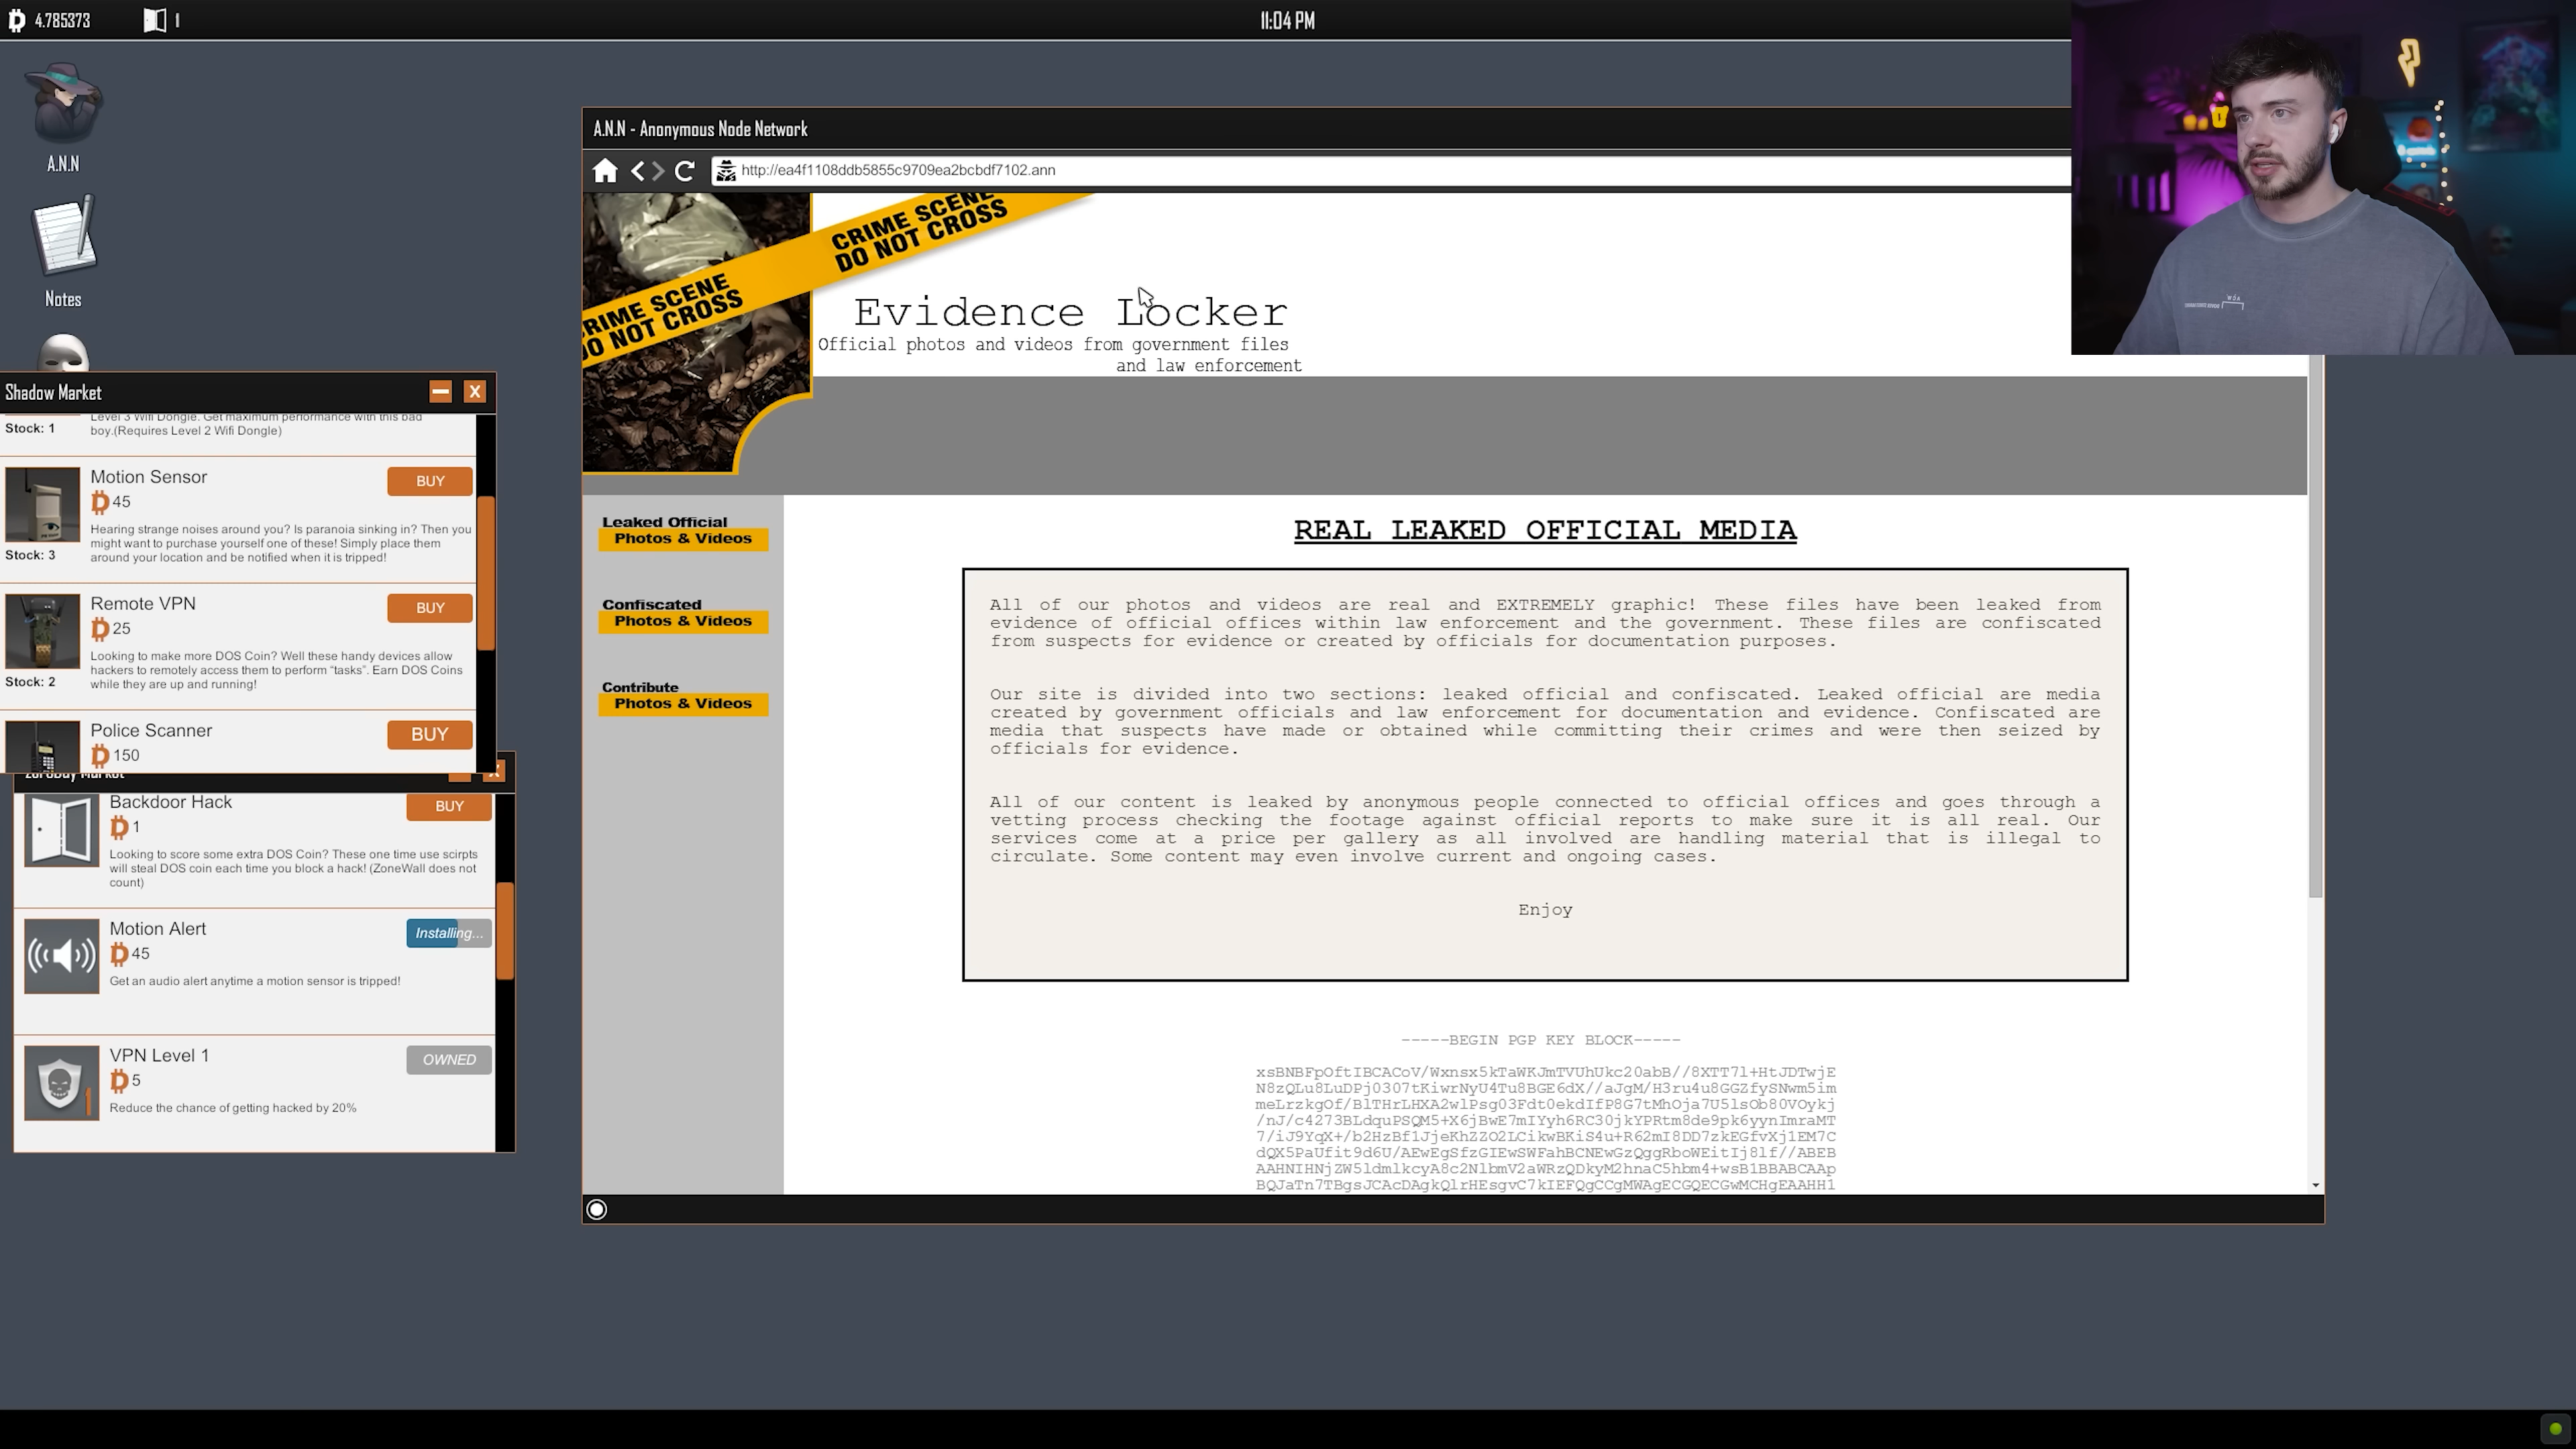 4.785373
1
11:04 PM
A.N.N
Notes
A.N.N - Anonymous Node Network
http://ea4f1108ddb5855c9709ea2bcbdf7102.ann
CRIME SCENE
DO NOT CROSS
CRIME SCENE
DO NOT CROSS
Evidence Locker
Official photos and videos from government files
and law enforcement
Leaked Official
Photos & Videos
Confiscated
Photos & Videos
Contribute
Photos & Videos
REAL LEAKED OFFICIAL MEDIA
All of our photos and videos are real and EXTREMELY graphic! These files have been leaked from
evidence of official offices within law enforcement and the government. These files are confiscated
from suspects for evidence or created by officials for documentation purposes.
Our site is divided into two sections: leaked official and confiscated. Leaked official are media
created by government officials and law enforcement for documentation and evidence. Confiscated are
media that suspects have made or obtained while committing their crimes and were then seized by
officials for evidence.
All of our content is leaked by anonymous people connected to official offices and goes through a
vetting process checking the footage against official reports to make sure it is all real. Our
services come at a price per gallery as all involved are handling material that is illegal to
circulate. Some content may even involve current and ongoing cases.
Enjoy
-----BEGIN PGP KEY BLOCK-----
Shadow Market
Level 3 Wifi Dongle. Get maximum performance with this bad
boy.(Requires Level 2 Wifi Dongle)
Stock: 1
Motion Sensor
BUY
45
Hearing strange noises around you? Is paranoia sinking in? Then you
might want to purchase yourself one of these! Simply place them
around your location and be notified when it is tripped!
Stock: 3
Remote VPN
BUY
25
Looking to make more DOS Coin? Well these handy devices allow
hackers to remotely access them to perform "tasks". Earn DOS Coins
while they are up and running!
Stock: 2
Police Scanner
BUY
150
Backdoor Hack
BUY
1
Looking to score some extra DOS Coin? These one time use scirpts
will steal DOS coin each time you block a hack! (ZoneWall does not
count)
Motion Alert
Installing...
45
Get an audio alert anytime a motion sensor is tripped!
VPN Level 1
OWNED
5
Reduce the chance of getting hacked by 20%